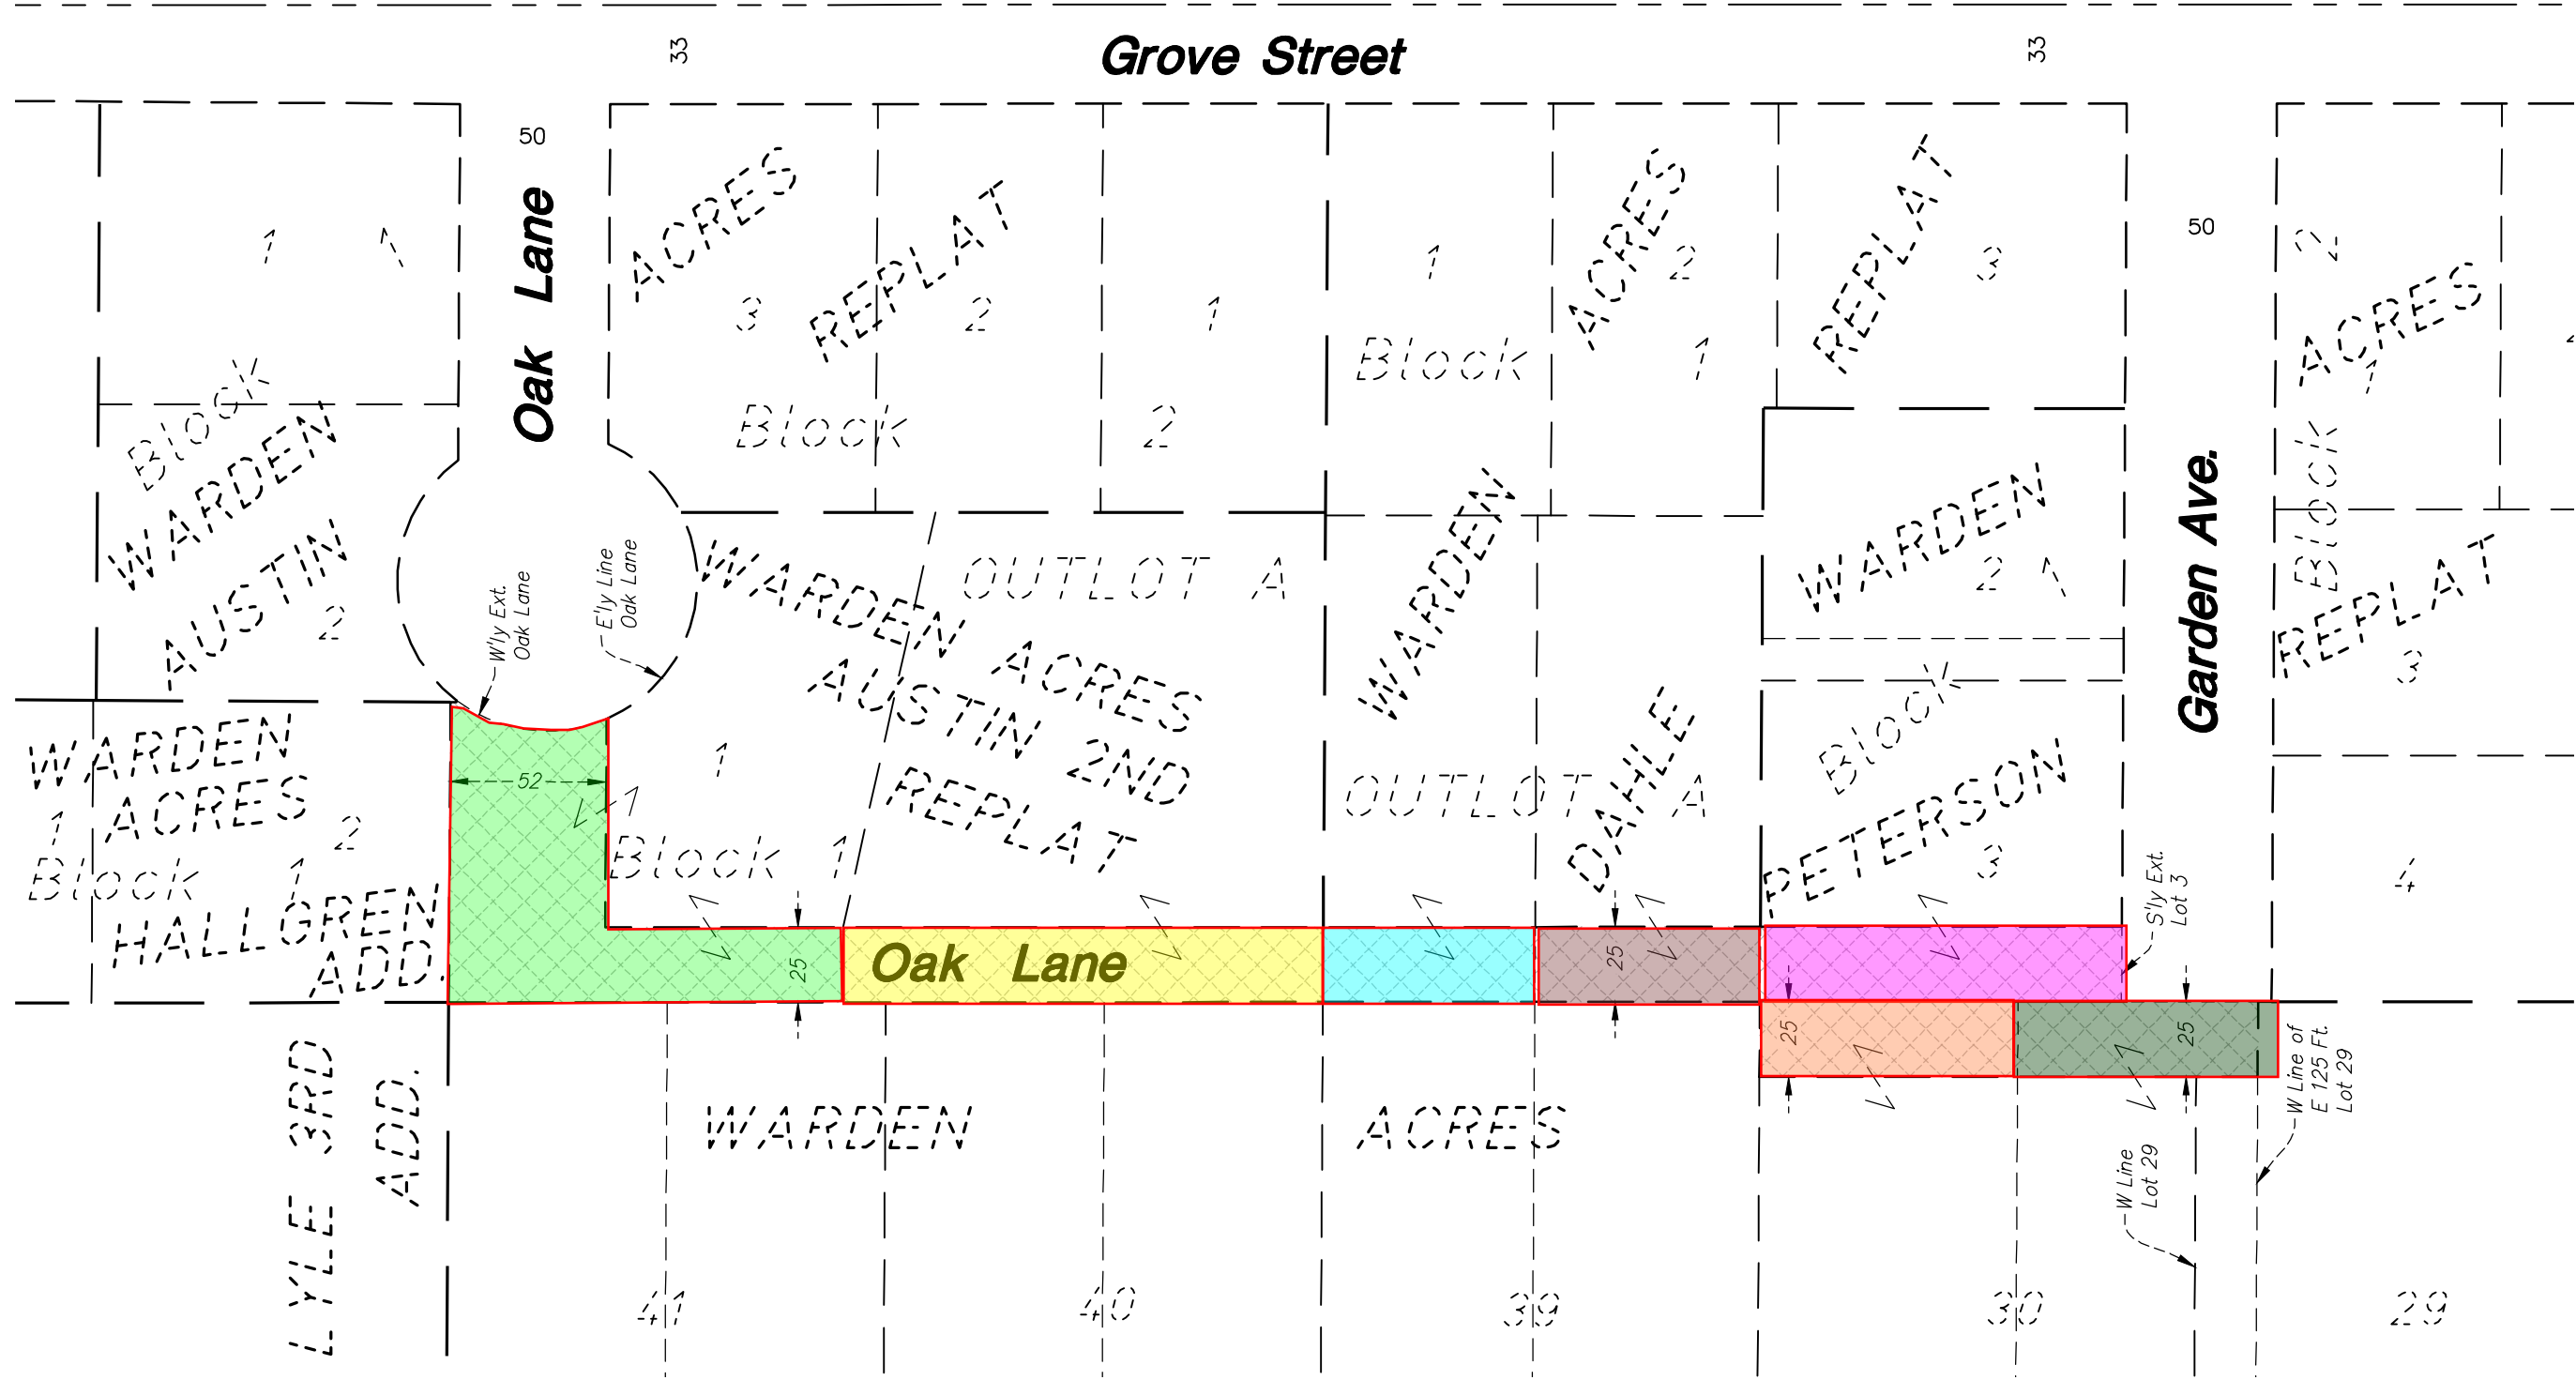 33
Grove Street
33
50
Oak Lane
1
1
Block
WARDEN
AUSTIN
2
ACRES
REPLAT
3
2
1
Block 2
1
ACRES
2
Block 1
REPLAT
3
50
Garden Ave.
2
ACRES
1
BLOCK
REPLAT
3
4
W'ly Ext.
Oak Lane
E'ly Line
Oak Lane
WARDEN ACRES
AUSTIN 2ND
REPLAT
OUTLOT A
WARDEN
DAHLE
OUTLOT A
WARDEN
2
1
Block
PETERSON
3
S'ly Ext.
Lot 3
WARDEN
ACRES
1
2
Block 1
HALLGREN
ADD.
52
1
Block 1
25
Oak Lane
25
25
25
W Line of
E 125 Ft.
Lot 29
W Line
Lot 29
LYLE 3RD
ADD.
WARDEN ACRES
41
40
39
30
29